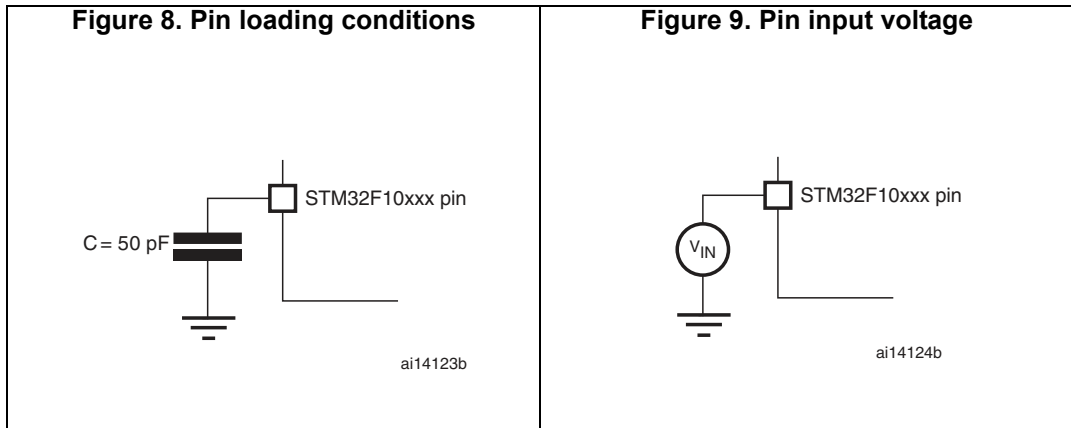 Figure 8. Pin loading conditions
STM32F10xxx pin
C = 50 pF
ai14123b
Figure 9. Pin input voltage
STM32F10xxx pin
VIN
ai14124b